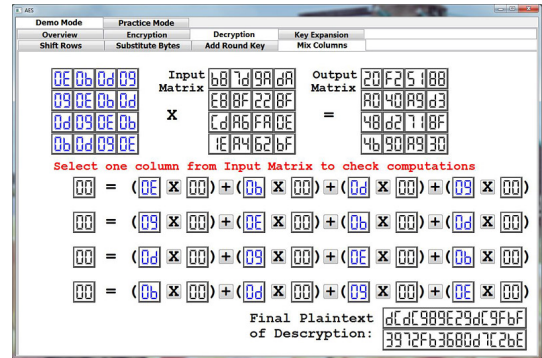 AES
Demo Mode Practice Mode
Overview Encryption Decryption Key Expansion
Shift Rows Substitute Bytes Add Round Key Mix Columns
0E 0b 0d 09 Input Matrix b8 7d 9A dA Output Matrix 20 F2 51 88
09 0E 0b 0d X E8 8F 22 8F = A0 40 A9 d3
0d 09 0E 0b Cd A6 FA 0E 48 d2 71 8F
0b 0d 09 0E 1E A4 62 bF 4b 90 A9 30
Select one column from Input Matrix to check computations
00 = (0E X 00) + (0b X 00) + (0d X 00) + (09 X 00)
00 = (09 X 00) + (0E X 00) + (0b X 00) + (0d X 00)
00 = (0d X 00) + (09 X 00) + (0E X 00) + (0b X 00)
00 = (0b X 00) + (0d X 00) + (09 X 00) + (0E X 00)
Final Plaintext dCdC989E29dC9FbF
of Descryption: 3972Fb3680d7C2bE